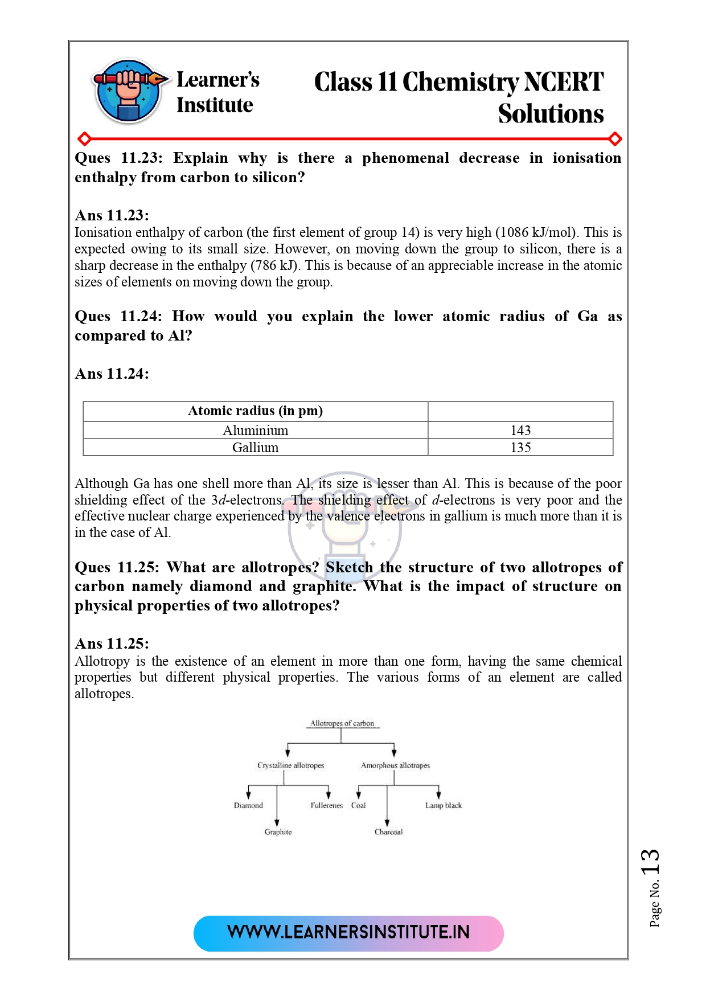 Learner's
Institute
Class 11 Chemistry NCERT
Solutions
Ques 11.23: Explain why is there a phenomenal decrease in ionisation
enthalpy from carbon to silicon?
Ans 11.23:
Ionisation enthalpy of carbon (the first element of group 14) is very high (1086 kJ/mol). This is
expected owing to its small size. However, on moving down the group to silicon, there is a
sharp decrease in the enthalpy (786 kJ). This is because of an appreciable increase in the atomic
sizes of elements on moving down the group.
Ques 11.24: How would you explain the lower atomic radius of Ga as
compared to Al?
Ans 11.24:
Atomic radius (in pm)
Aluminium 143
Gallium 135
Although Ga has one shell more than Al, its size is lesser than Al. This is because of the poor
shielding effect of the 3d-electrons. The shielding effect of d-electrons is very poor and the
effective nuclear charge experienced by the valence electrons in gallium is much more than it is
in the case of Al.
Ques 11.25: What are allotropes? Sketch the structure of two allotropes of
carbon namely diamond and graphite. What is the impact of structure on
physical properties of two allotropes?
Ans 11.25:
Allotropy is the existence of an element in more than one form, having the same chemical
properties but different physical properties. The various forms of an element are called
allotropes.
Allotropes of carbon
Crystalline allotropes Amorphous allotropes
Diamond Fullerenes Coal Lamp black
Graphite Charcoal
Page No. 13
WWW.LEARNERSINSTITUTE.IN